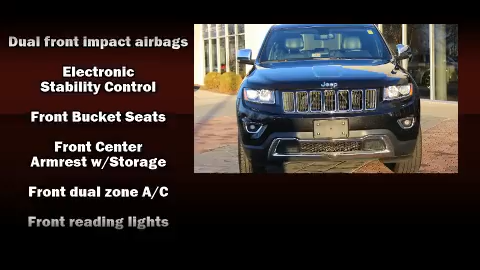 Dual front impact airbags
Electronic
Stability Control
Front Bucket Seats
Front Center
Armrest w/Storage
Front dual zone A/C
Front reading lights
Jeep